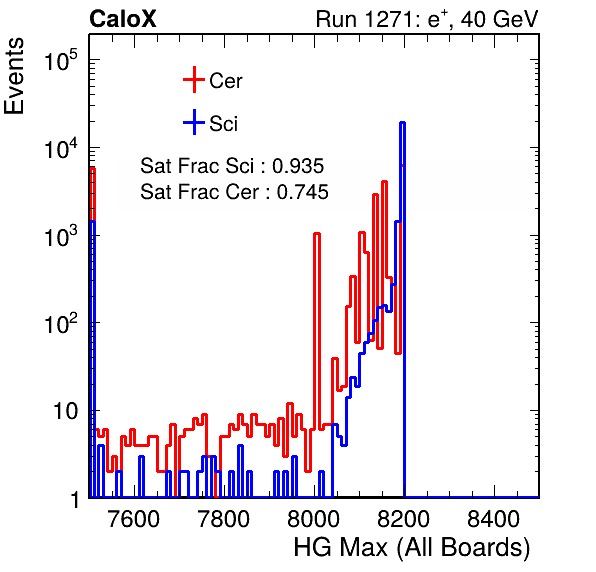 CaloX Run 1271: e⁺, 40 GeV
Events
10⁵
10⁴
10³
10²
10
1
Cer
Sci
Sat Frac Sci : 0.935
Sat Frac Cer : 0.745
7600 7800 8000 8200 8400
HG Max (All Boards)